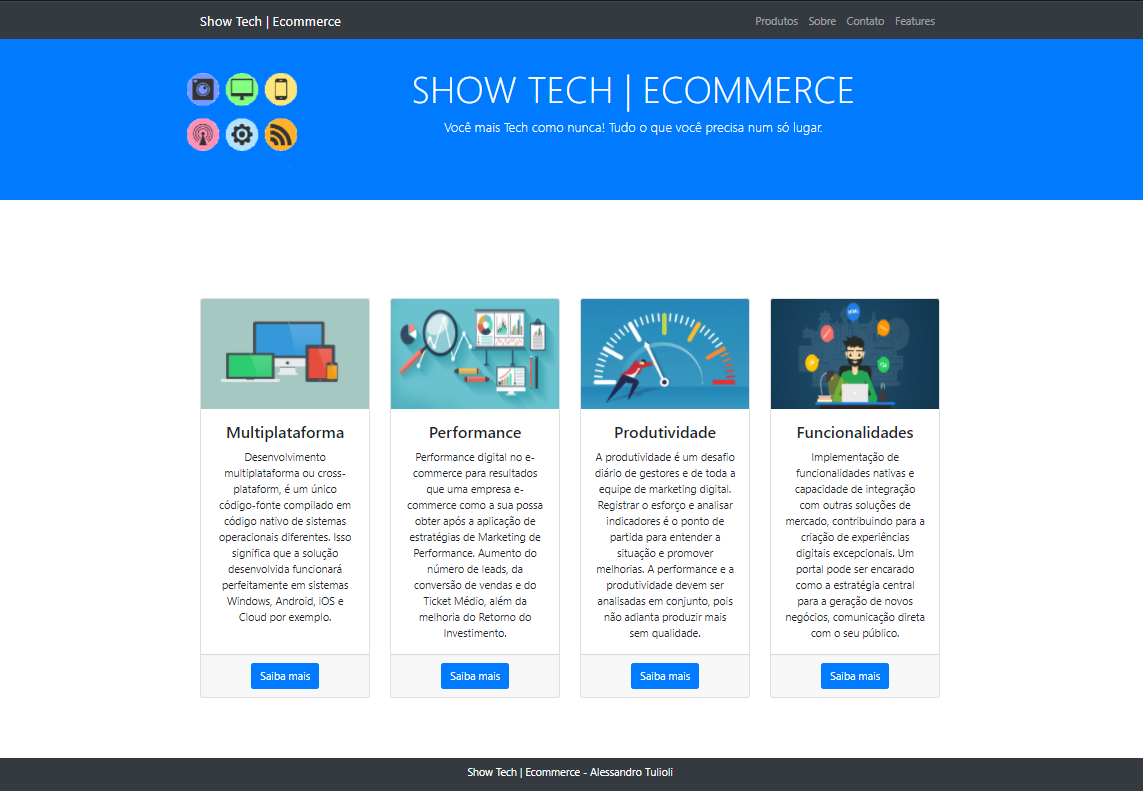 Show Tech | Ecommerce
Produtos Sobre Contato Features
SHOW TECH | ECOMMERCE
Você mais Tech como nunca! Tudo o que você precisa num só lugar.
Multiplataforma
Desenvolvimento
multiplataforma ou cross-
plataform, é um único
código-fonte compilado em
código nativo de sistemas
operacionais diferentes. Isso
significa que a solução
desenvolvida funcionará
perfeitamente em sistemas
Windows, Android, iOS e
Cloud por exemplo.
Saiba mais
Performance
Performance digital no e-
commerce para resultados
que uma empresa e-
commerce como a sua possa
obter após a aplicação de
estratégias de Marketing de
Performance. Aumento do
número de leads, da
conversão de vendas e do
Ticket Médio, além da
melhoria do Retorno do
Investimento.
Saiba mais
Produtividade
A produtividade é um desafio
diário de gestores e de toda a
equipe de marketing digital.
Registrar o esforço e analisar
indicadores é o ponto de
partida para entender a
situação e promover
melhorias. A performance e a
produtividade devem ser
analisadas em conjunto, pois
não adianta produzir mais
sem qualidade.
Saiba mais
Funcionalidades
Implementação de
funcionalidades nativas e
capacidade de integração
com outras soluções de
mercado, contribuindo para a
criação de experiências
digitais excepcionais. Um
portal pode ser encarado
como a estratégia central
para a geração de novos
negócios, comunicação direta
com o seu público.
Saiba mais
Show Tech | Ecommerce - Alessandro Tulioli